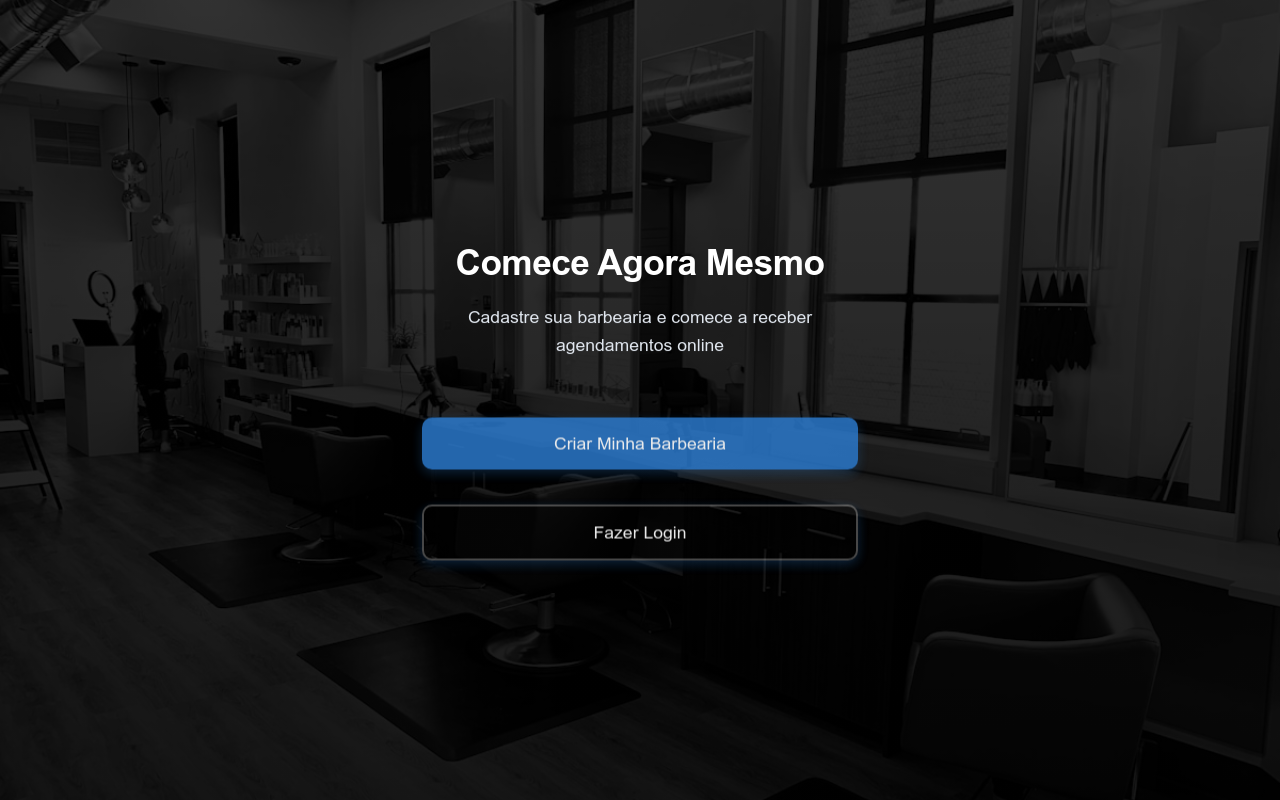 Comece Agora Mesmo
Cadastre sua barbearia e comece a receber
agendamentos online
Criar Minha Barbearia
Fazer Login